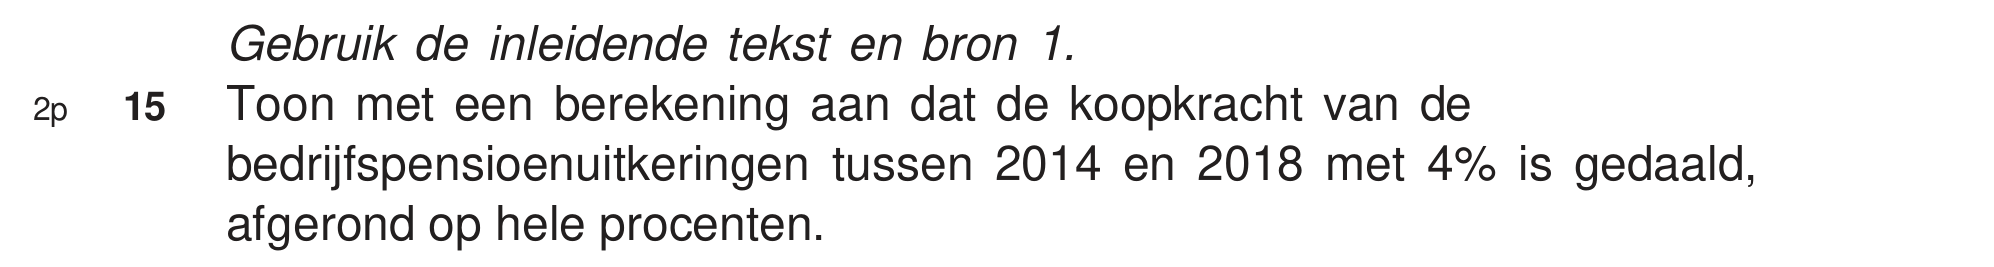 Gebruik de inleidende tekst en bron 1.
2p 15 Toon met een berekening aan dat de koopkracht van de
bedrijfspensioenuitkeringen tussen 2014 en 2018 met 4% is gedaald,
afgerond op hele procenten.